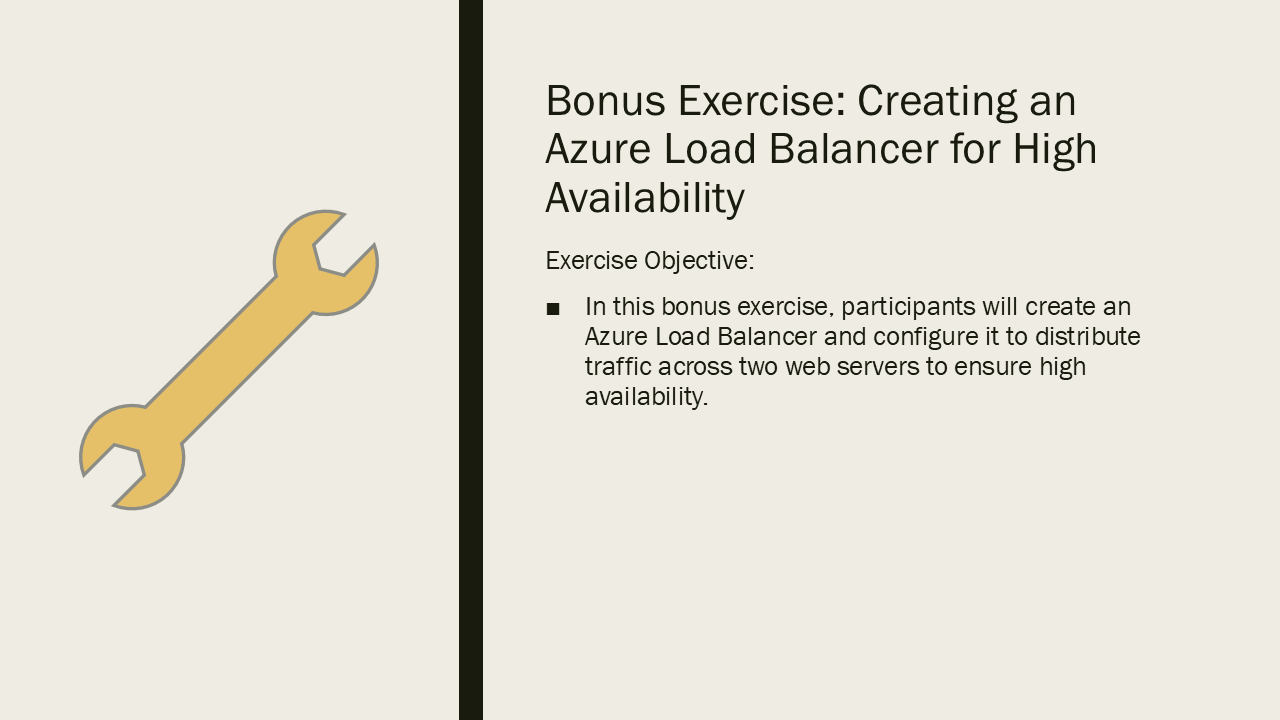 Bonus Exercise: Creating an
Azure Load Balancer for High
Availability
Exercise Objective:
■ In this bonus exercise, participants will create an
Azure Load Balancer and configure it to distribute
traffic across two web servers to ensure high
availability.